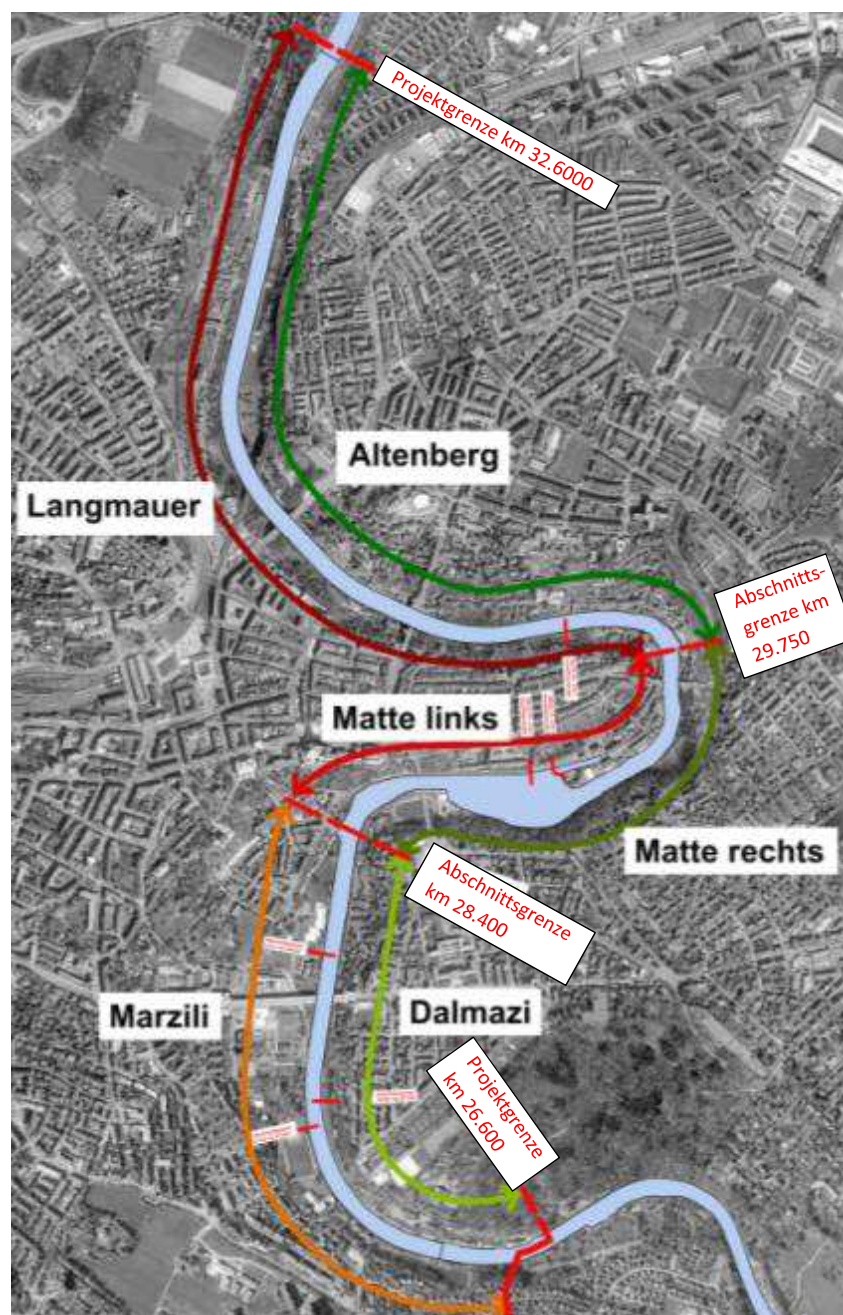 Projektgrenze km 32.6000
Altenberg
Langmauer
Abschnitts-
grenze km
29.750
Matte links
Matte rechts
Abschnittsgrenze
km 28.400
Marzili
Dalmazi
Projektgrenze
km 26.600